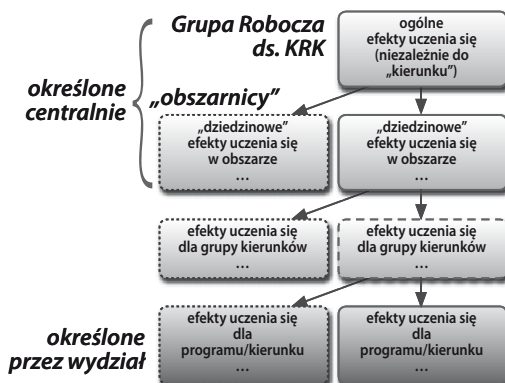 Grupa Robocza
ds. KRK
określone
centralnie
„obszarnicy”
ogólne
efekty uczenia się
(niezależnie do
„kierunku”)
„dziedzinowe”
efekty uczenia się
w obszarze
...
„dziedzinowe”
efekty uczenia się
w obszarze
...
efekty uczenia się
dla grupy kierunków
...
efekty uczenia się
dla grupy kierunków
...
określone
przez wydział
efekty uczenia się
dla
programu/kierunku
...
efekty uczenia się
dla
programu/kierunku
...